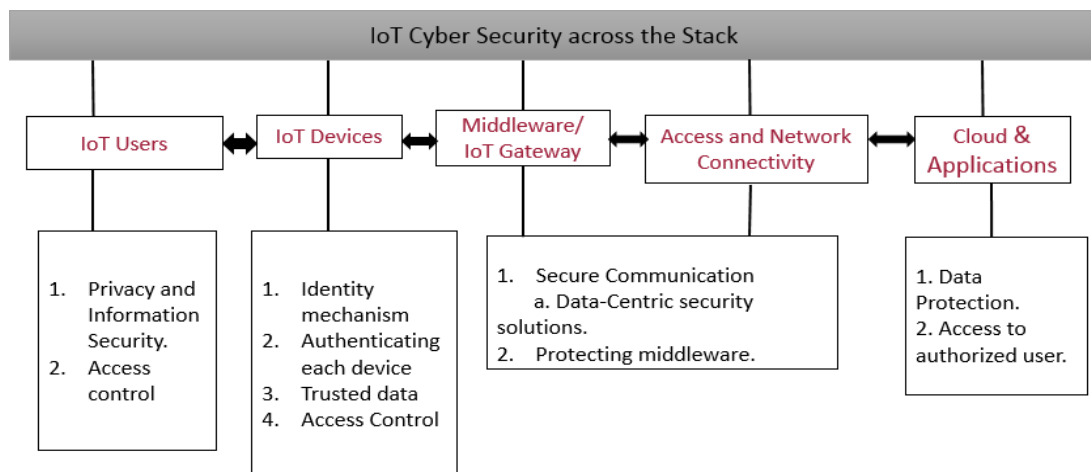 IoT Cyber Security across the Stack
IoT Users
IoT Devices
Middleware/
IoT Gateway
Access and Network
Connectivity
Cloud &
Applications
1. Privacy and
Information
Security.
2. Access
control
1. Identity
mechanism
2. Authenticating
each device
3. Trusted data
4. Access Control
1. Secure Communication
a. Data-Centric security
solutions.
2. Protecting middleware.
1. Data
Protection.
2. Access to
authorized user.